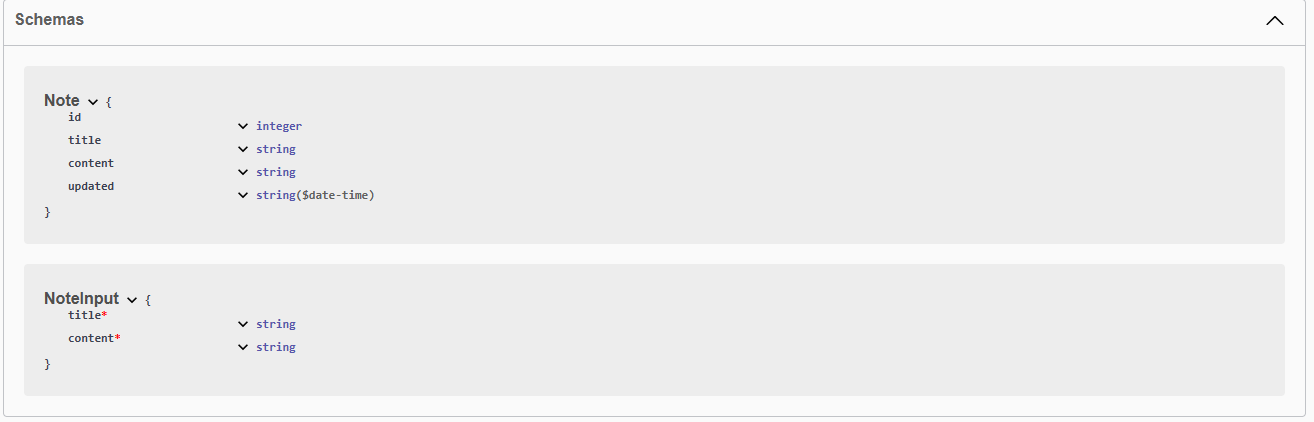 Schemas
Note {
id integer
title string
content string
updated string($date-time)
}
NoteInput {
title* string
content* string
}